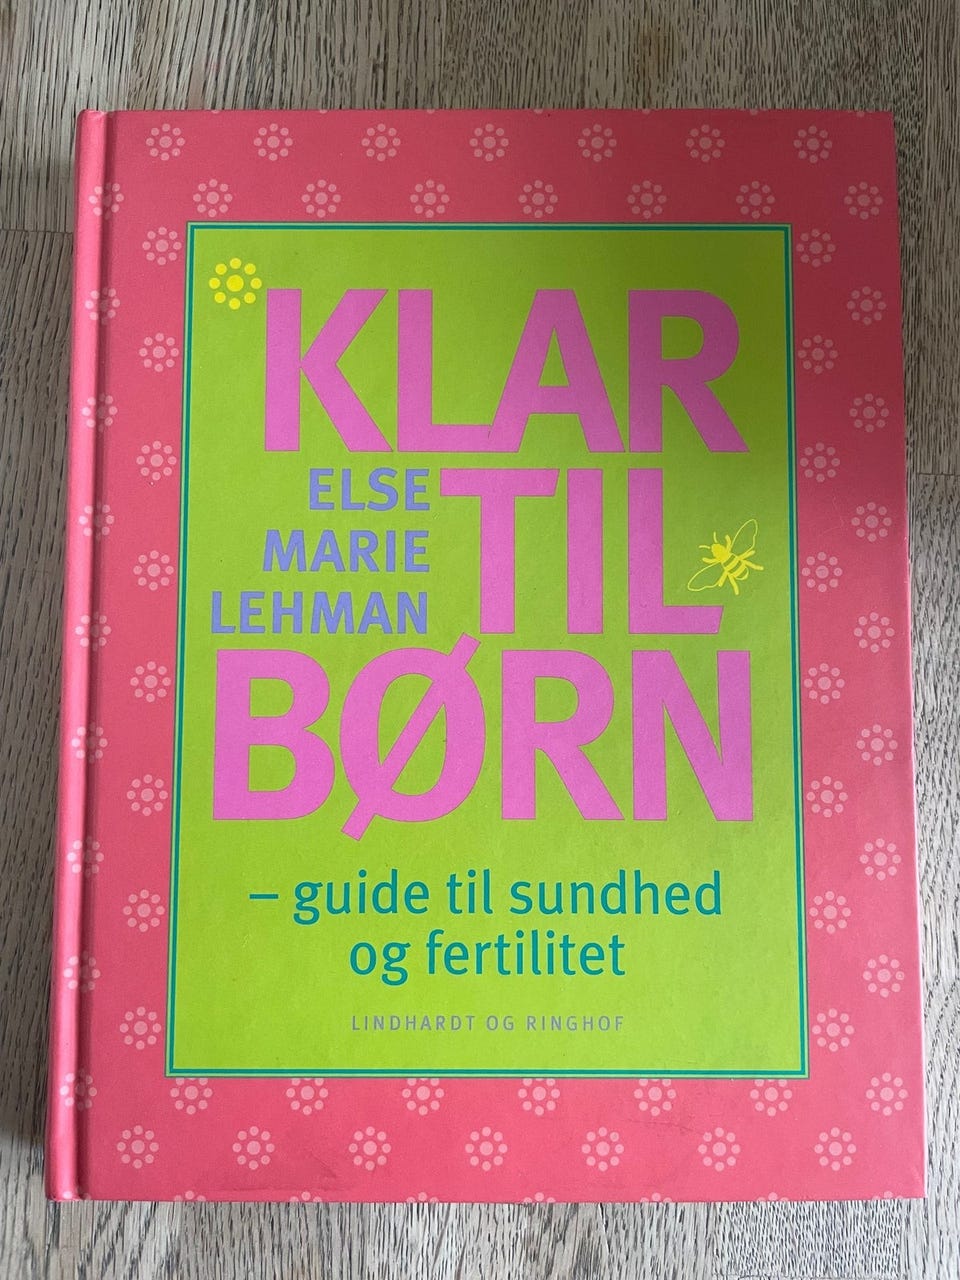 KLAR
ELSE
MARIE
LEHMAN
TIL
BØRN
– guide til sundhed
og fertilitet
LINDHARDT OG RINGHOF